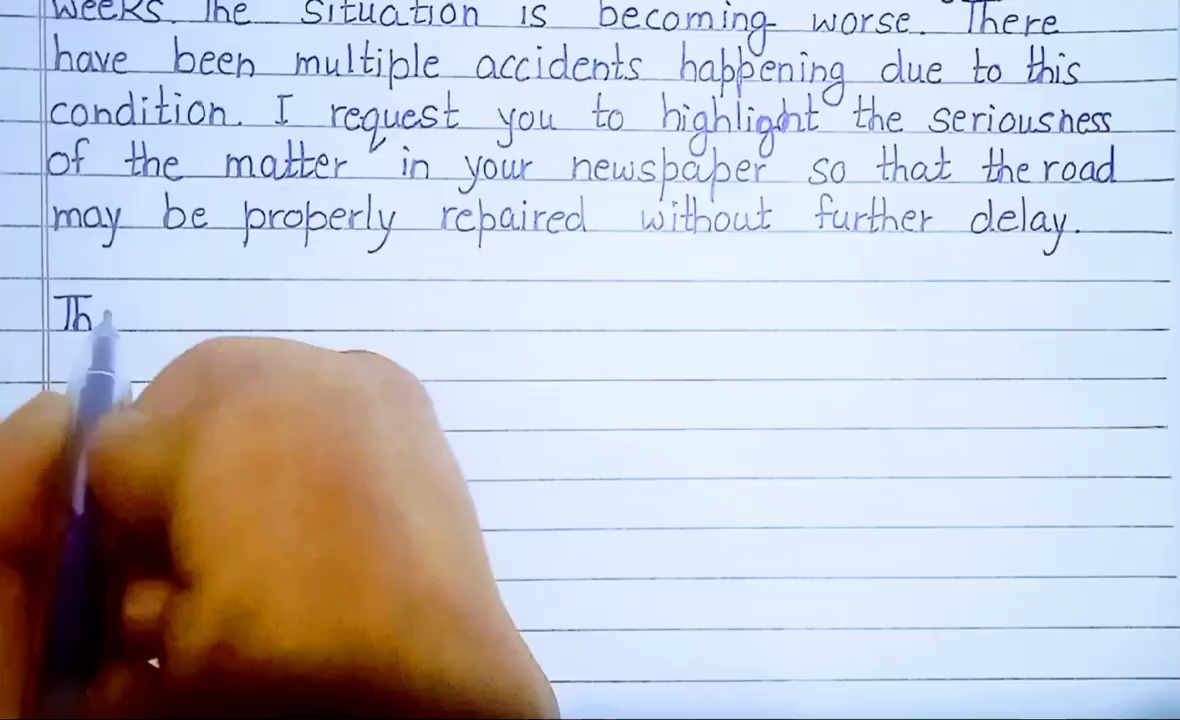 weeks. The situation is becoming worse. There
have been multiple accidents happening due to this
condition. I request you to highlight the seriousness
of the matter in your newspaper so that the road
may be properly repaired without further delay.
Th